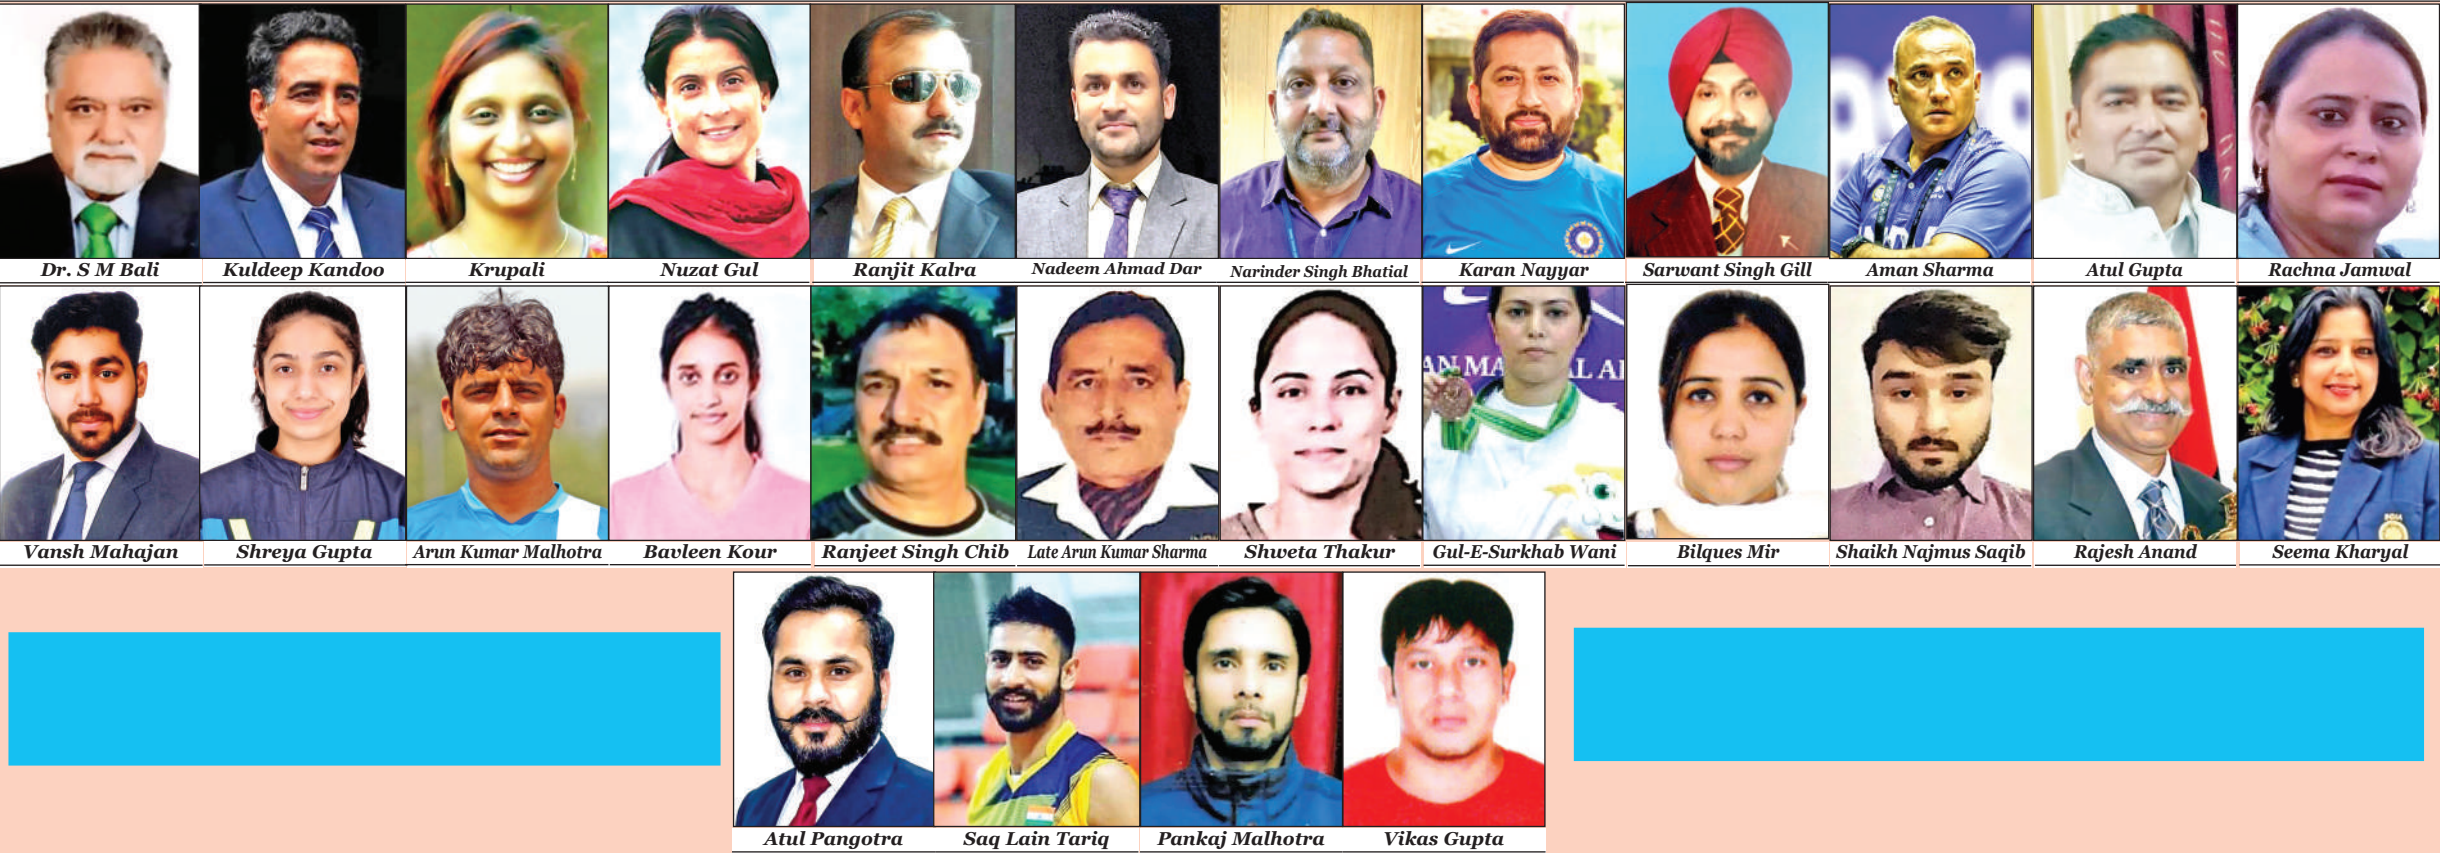 Dr. S M Bali
Kuldeep Kandoo
Krupali
Nuzat Gul
Ranjit Kalra
Nadeem Ahmad Dar
Narinder Singh Bhatial
Karan Nayyar
Sarwant Singh Gill
Aman Sharma
Atul Gupta
Rachna Jamwal
AN MA
AL A
Vansh Mahajan
Shreya Gupta
Arun Kumar Malhotra
Bavleen Kour
Ranjeet Singh Chib
Late Arun Kumar Sharma
Shweta Thakur
Gul-E-Surkhab Wani
Bilques Mir
Shaikh Najmus Saqib
Rajesh Anand
Seema Kharyal
Atul Pangotra
Saq Lain Tariq
Pankaj Malhotra
Vikas Gupta